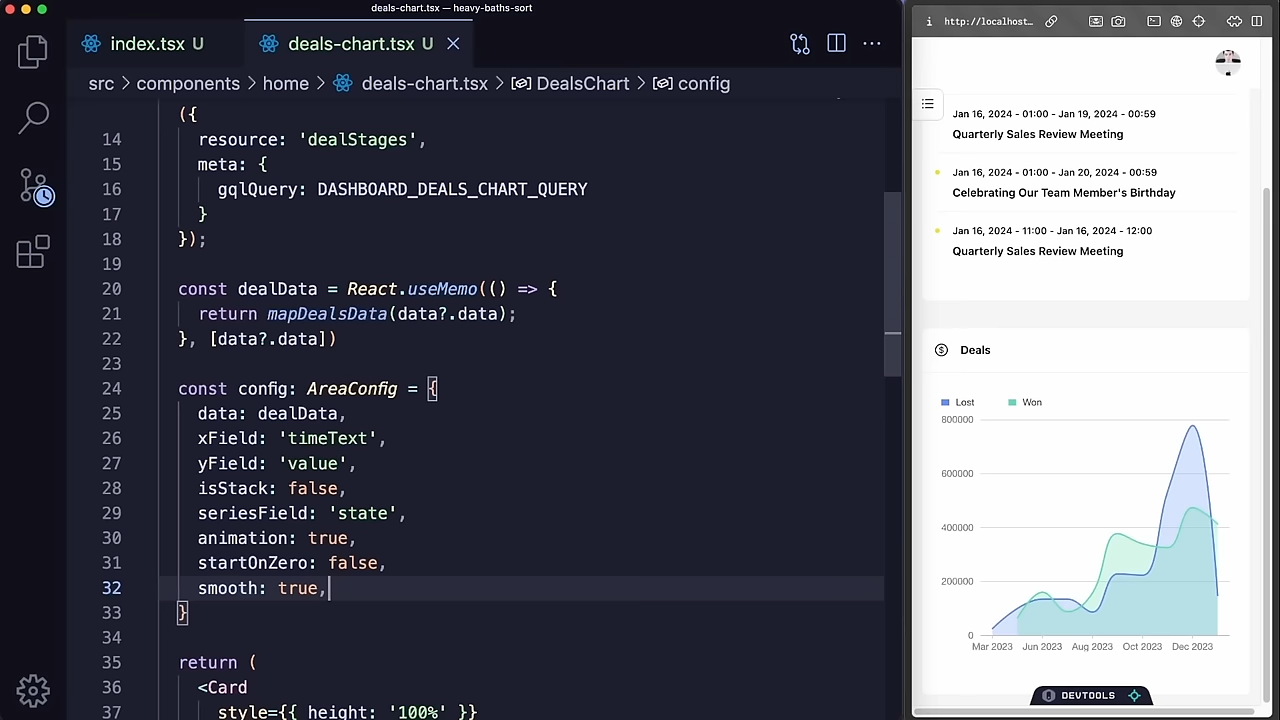 deals-chart.tsx — heavy-baths-sort
index.tsx U
deals-chart.tsx U
src > components > home > deals-chart.tsx > DealsChart > config
({
14 resource: 'dealStages',
15 meta: {
16 gqlQuery: DASHBOARD_DEALS_CHART_QUERY
17 }
18 });
19
20 const dealData = React.useMemo(() => {
21 return mapDealsData(data?.data);
22 }, [data?.data])
23
24 const config: AreaConfig = {
25 data: dealData,
26 xField: 'timeText',
27 yField: 'value',
28 isStack: false,
29 seriesField: 'state',
30 animation: true,
31 startOnZero: false,
32 smooth: true,
33 }
34
35 return (
36 <Card
37 style={{ height: '100%' }}
http://localhost…
Jan 16, 2024 - 01:00 - Jan 19, 2024 - 00:59
Quarterly Sales Review Meeting
Jan 16, 2024 - 01:00 - Jan 20, 2024 - 00:59
Celebrating Our Team Member's Birthday
Jan 16, 2024 - 11:00 - Jan 16, 2024 - 12:00
Quarterly Sales Review Meeting
Deals
Lost Won
800000
600000
400000
200000
0
Mar 2023 Jun 2023 Aug 2023 Oct 2023 Dec 2023
DEVTOOLS